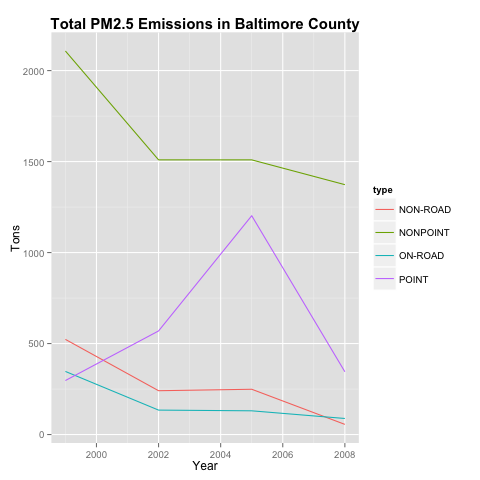 Total PM2.5 Emissions in Baltimore County
2000
1500
1000
500
0
Tons
2000
2002
2004
2006
2008
Year
type
NON-ROAD
NONPOINT
ON-ROAD
POINT